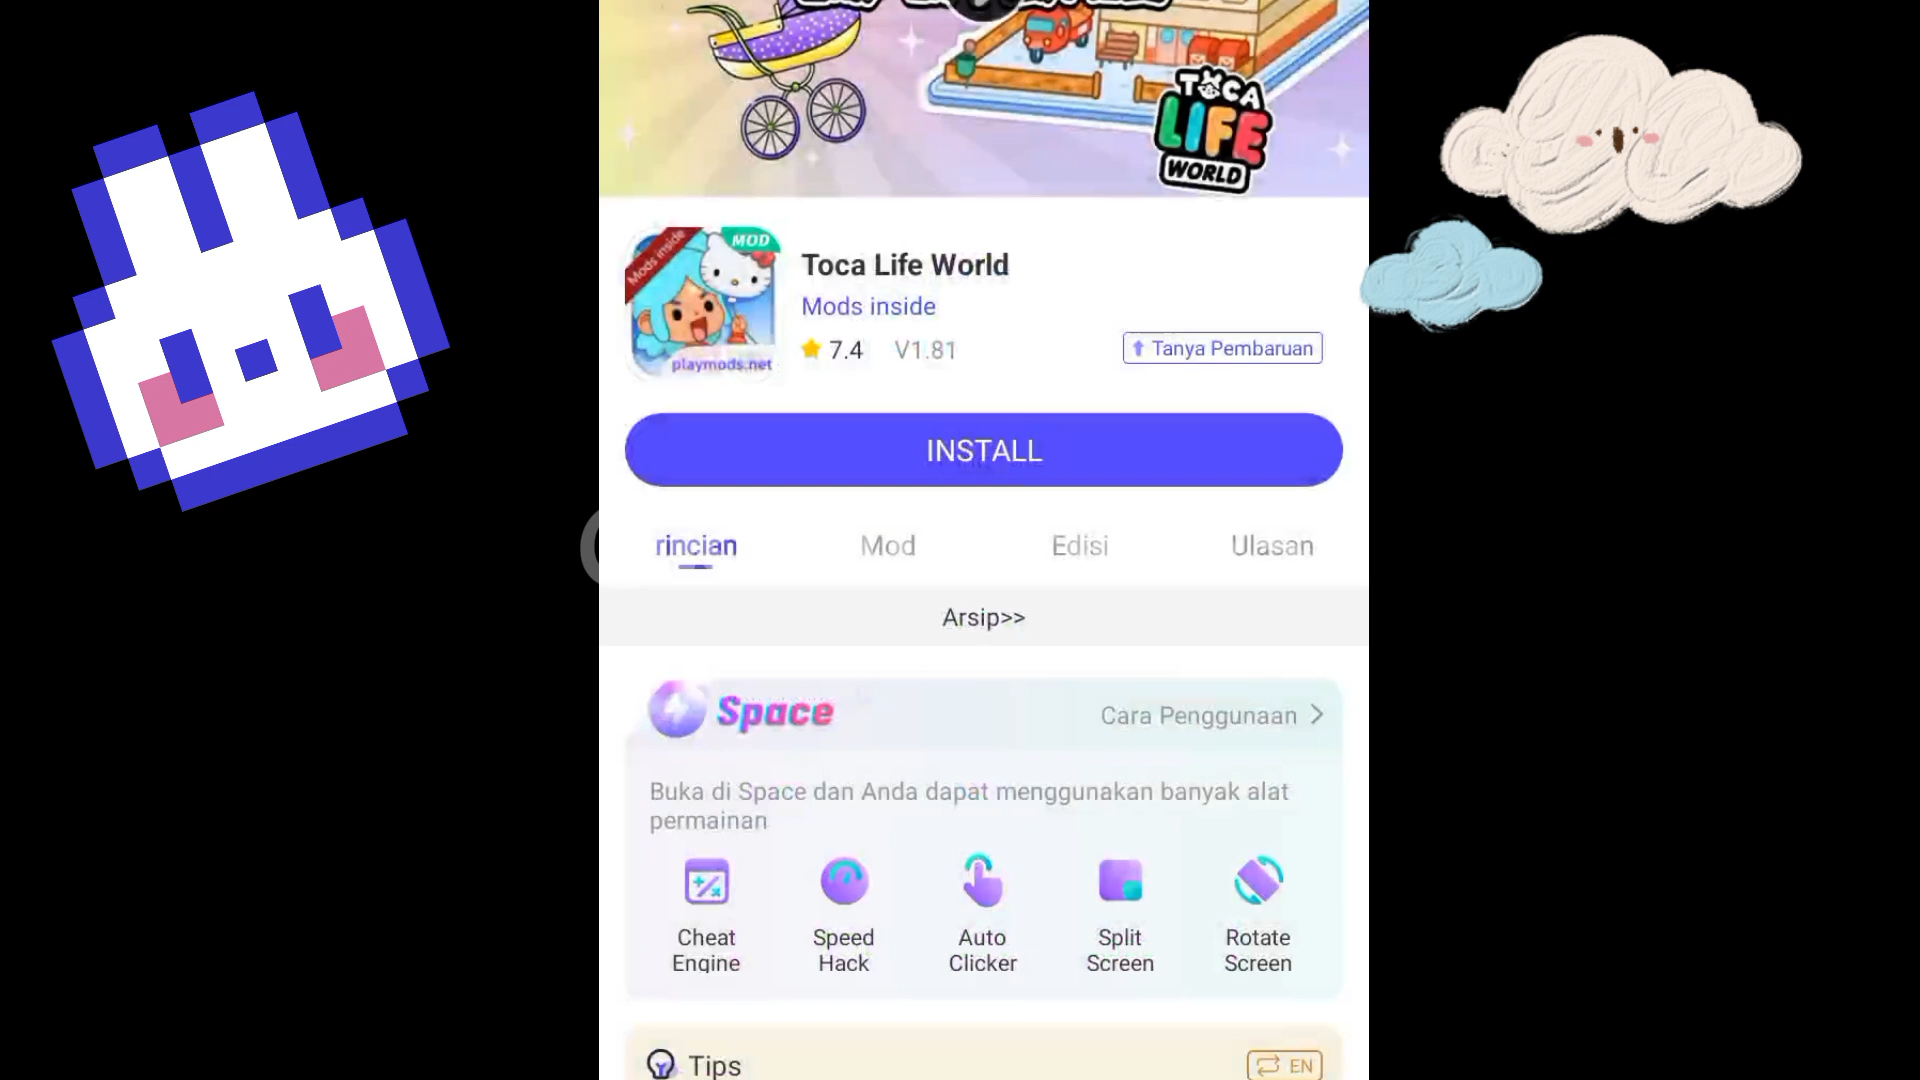 TOCA
LIFE
WORLD
Mods inside
MOD
playmods.net
Toca Life World
Mods inside
7.4
V1.81
Tanya Pembaruan
INSTALL
rincian
Mod
Edisi
Ulasan
Arsip>>
Space
Cara Penggunaan
Buka di Space dan Anda dapat menggunakan banyak alat
permainan
Cheat
Engine
Speed
Hack
Auto
Clicker
Split
Screen
Rotate
Screen
Tips
EN